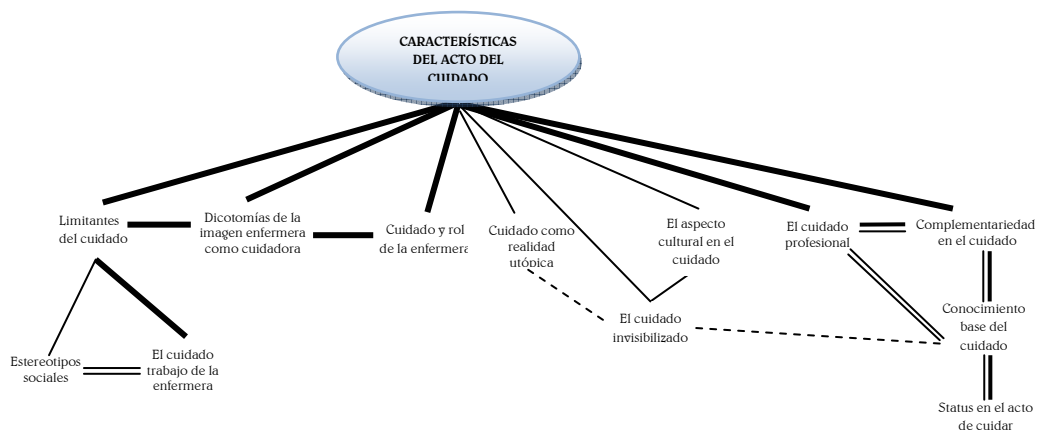 CARACTERÍSTICAS
DEL ACTO DEL
CUIDADO
Limitantes
del cuidado
Dicotomías de la
imagen enfermera
como cuidadora
Cuidado y rol
de la enfermera
Cuidado como
realidad
utópica
El aspecto
cultural en el
cuidado
El cuidado
profesional
Complementariedad
en el cuidado
El cuidado
invisibilizado
Conocimiento
base del
cuidado
Estereotipos
sociales
El cuidado
trabajo de la
enfermera
Status en el acto
de cuidar